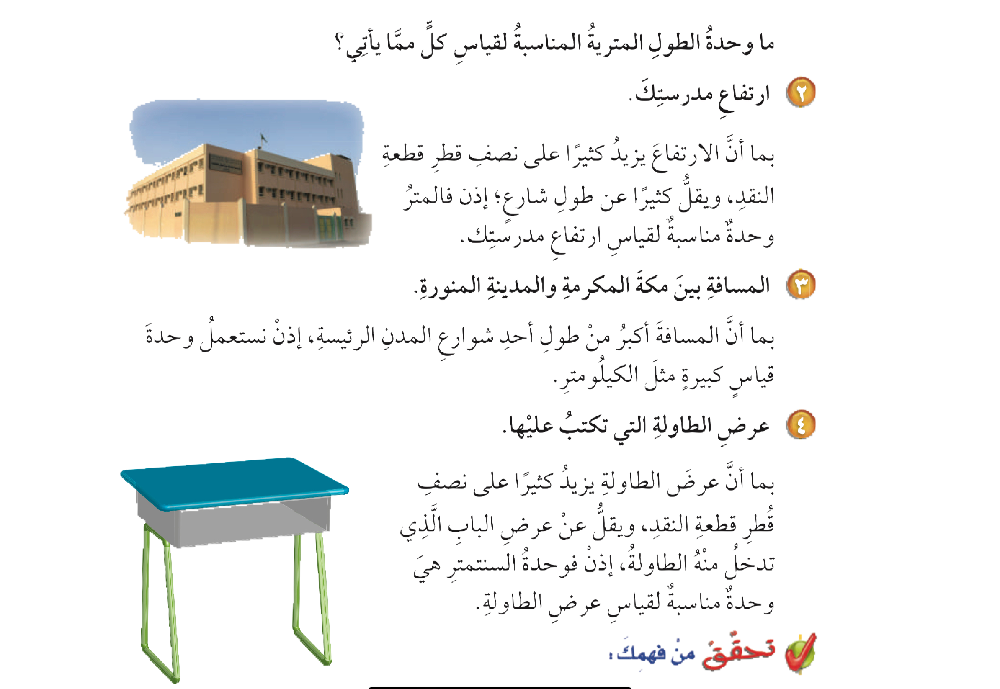 ما وحدةُ الطولِ المتريةُ المناسبةُ لقياسِ كلٍّ ممَّا يأتِي؟
٢ ارتفاعِ مدرستِكَ.
بما أنَّ الارتفاعَ يزيدُ كثيرًا على نصفِ قطرِ قطعةِ
النقدِ، ويقلُّ كثيرًا عن طولِ شارعٍ؛ إذن فالمترُ
وحدةٌ مناسبةٌ لقياسِ ارتفاعِ مدرستِك.
٣ المسافةِ بينَ مكةَ المكرمةِ والمدينةِ المنورةِ.
بما أنَّ المسافةَ أكبرُ منْ طولِ أحدِ شوارعِ المدنِ الرئيسةِ، إذنْ نستعملُ وحدةَ
قياسٍ كبيرةٍ مثلَ الكيلُومترِ.
٤ عرضِ الطاولةِ التي تكتبُ عليْها.
بما أنَّ عرضَ الطاولةِ يزيدُ كثيرًا على نصفِ
قُطرِ قطعةِ النقدِ، ويقلُّ عنْ عرضِ البابِ الَّذِي
تدخلُ منْهُ الطاولةُ، إذنْ فوحدةُ السنتمترِ هيَ
وحدةٌ مناسبةٌ لقياسِ عرضِ الطاولةِ.
تحقَّقْ منْ فهمِكَ: